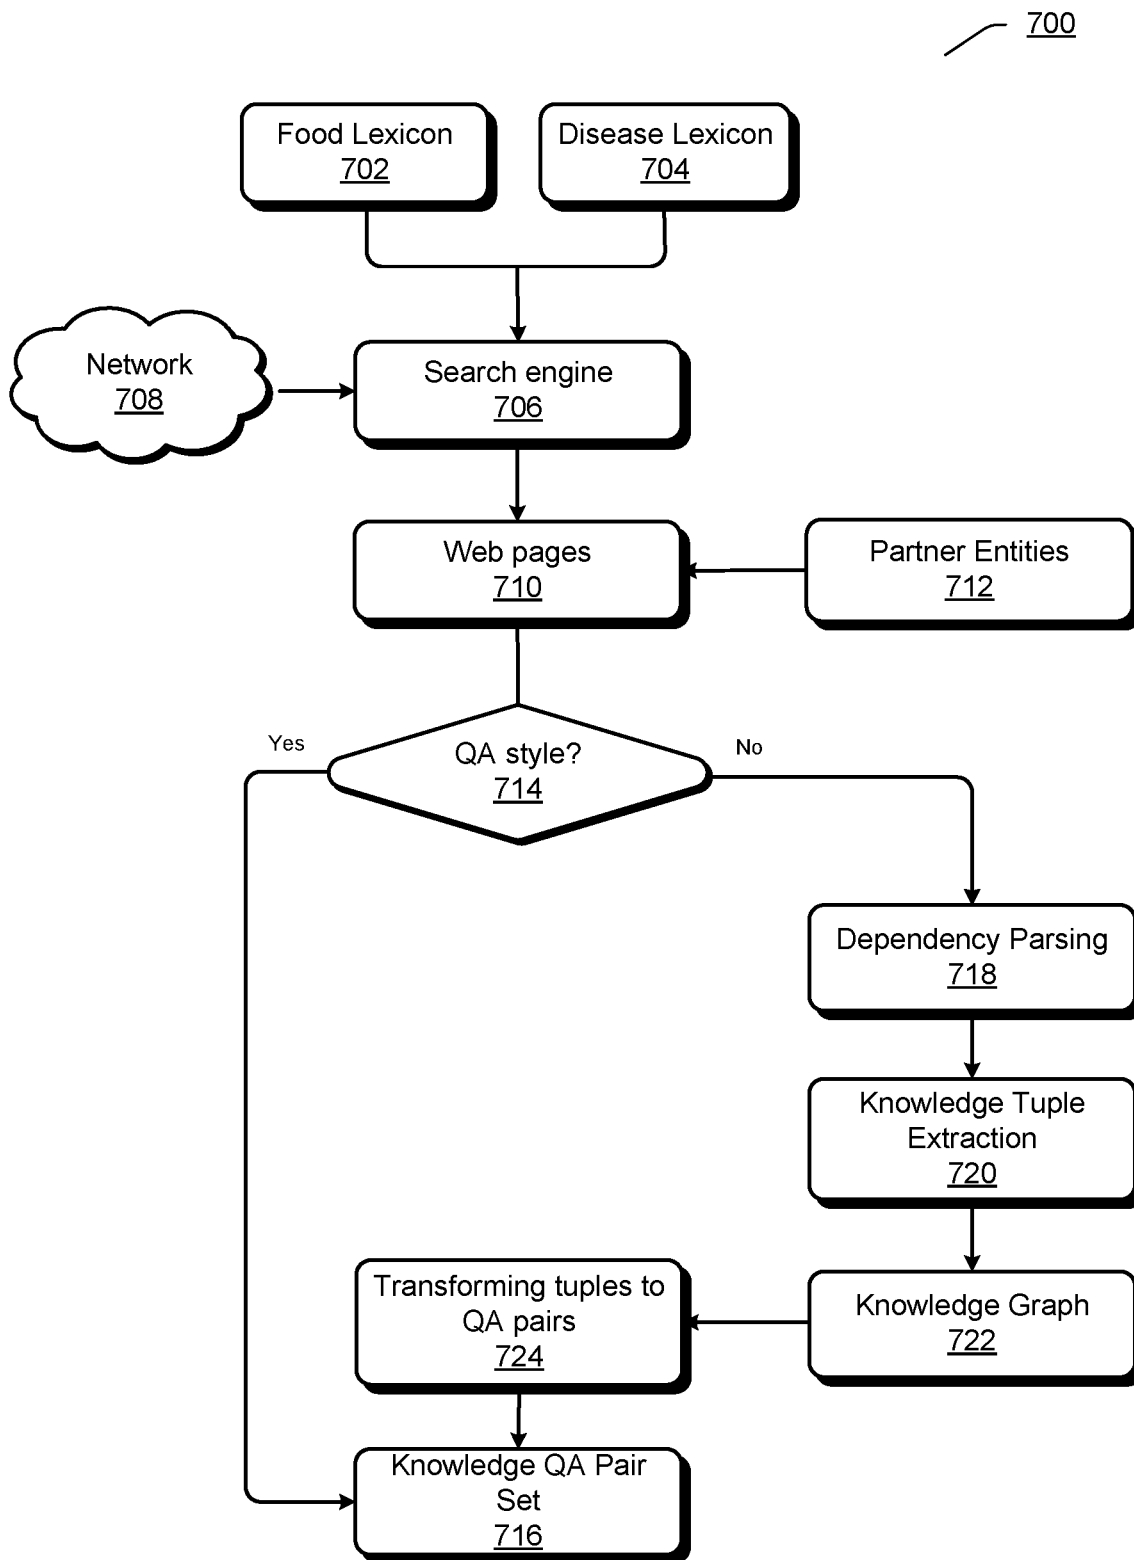 700
Food Lexicon
702
Disease Lexicon
704
Network
708
Search engine
706
Web pages
710
Partner Entities
712
Yes
QA style?
714
No
Dependency Parsing
718
Knowledge Tuple
Extraction
720
Transforming tuples to
QA pairs
724
Knowledge Graph
722
Knowledge QA Pair
Set
716